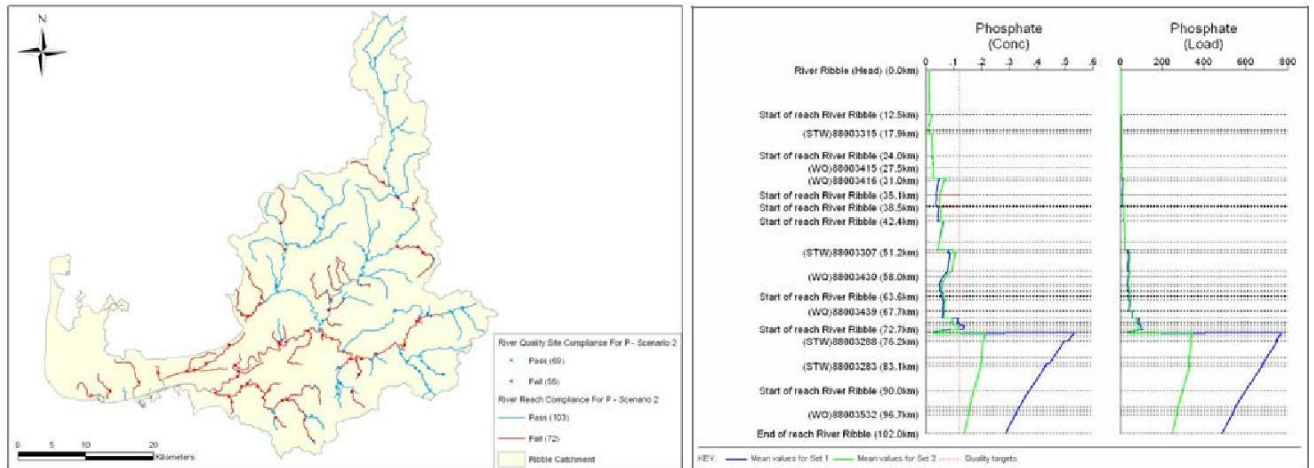 N
River Quality Site Compliance For P - Scenario 2
Pass (69)
Fail (55)
River Reach Compliance For P - Scenario 2
Pass (103)
Fail (72)
Ribble Catchment
0 5 10 20
Kilometers
Phosphate
(Conc)
Phosphate
(Load)
0 .1 .2 .3 .4 .5 .6
0 200 400 600 800
River Ribble (Head) (0.0km)
Start of reach River Ribble (12.5km)
(STW)88003315 (17.9km)
Start of reach River Ribble (24.0km)
(WQ)88003415 (27.5km)
(WQ)88003416 (31.0km)
Start of reach River Ribble (35.1km)
Start of reach River Ribble (38.5km)
Start of reach River Ribble (42.4km)
(STW)88003307 (51.2km)
(WQ)88003430 (58.0km)
Start of reach River Ribble (63.6km)
(WQ)88003439 (67.7km)
Start of reach River Ribble (72.7km)
(STW)88003288 (76.2km)
(STW)88003283 (83.1km)
Start of reach River Ribble (90.0km)
(WQ)88003532 (96.7km)
End of reach River Ribble (102.0km)
KEY: Mean values for Set 1 Mean values for Set 2 Quality targets